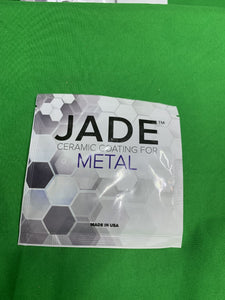 JADE™
CERAMIC COATING FOR
METAL
MADE IN USA